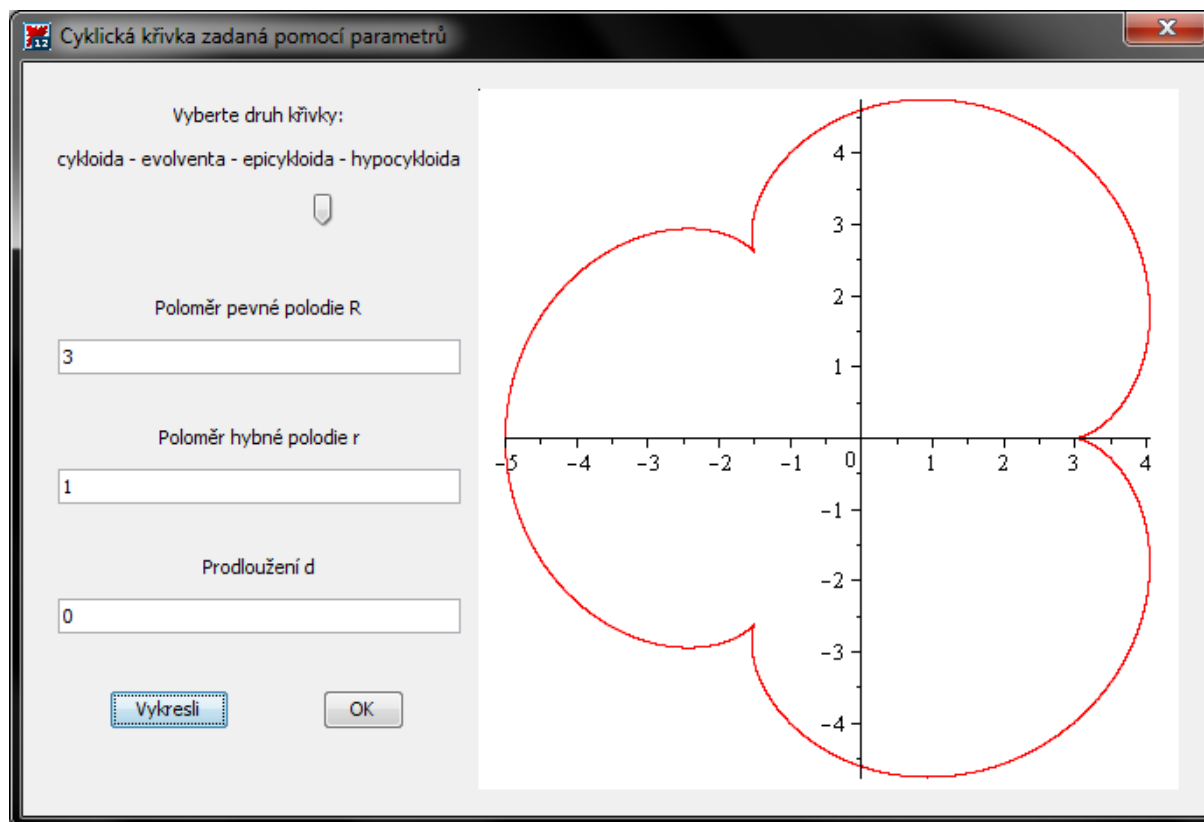 Cyklická křivka zadaná pomocí parametrů
Vyberte druh křivky:
cykloida - evolventa - epicykloida - hypocykloida
Poloměr pevné polodie R
3
Poloměr hybné polodie r
1
Prodloužení d
0
Vykresli OK
4
3
2
1
-5 -4 -3 -2 -1 0 1 2 3 4
-1
-2
-3
-4